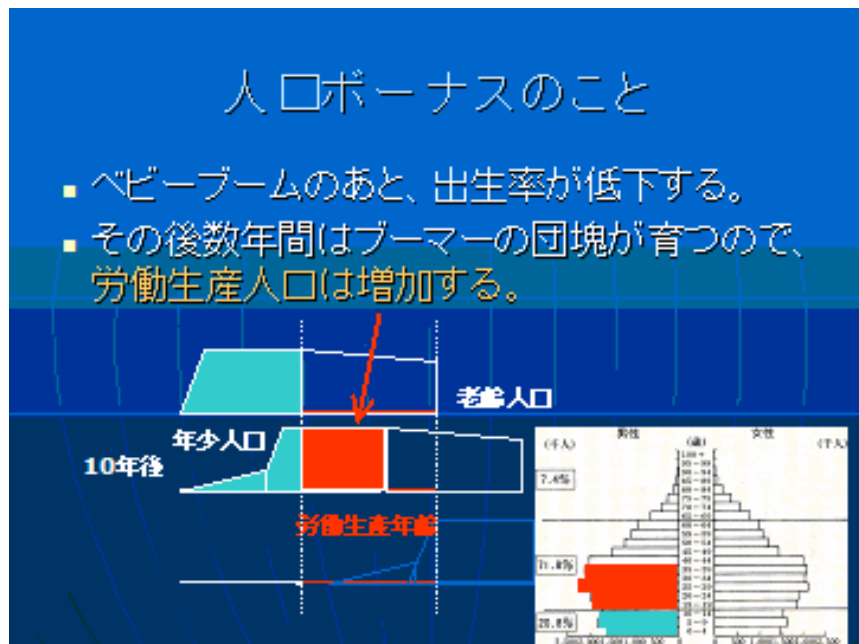 人口ボーナスのこと
ベビーブームのあと、出生率が低下する。
その後数年間はブーマーの団塊が育つので、
労働生産人口は増加する。
老齢人口
年少人口
10年後
労働生産年齢
(千人) 男性 (歳) 女性 (千人)
7.4%